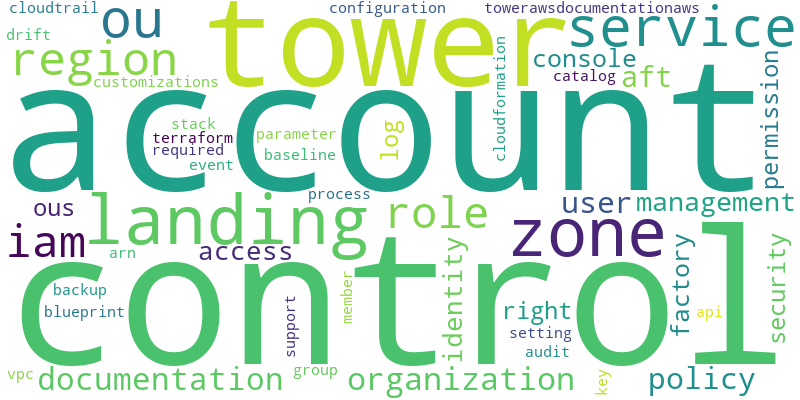 cloudtrail
ou
configuration
towerawsdocumentationaws
drift
tower
service
region
console
customizations
catalog
aft
account
cloudformation
permission
stack
terraform
parameter
log
required
baseline
event
process
ous
landing
role
user
management
iam
access
zone
arn
control
identity
factory
security
backup
member
blueprint
support
right
api
setting
audit
vpc
documentation
group
organization
key
policy